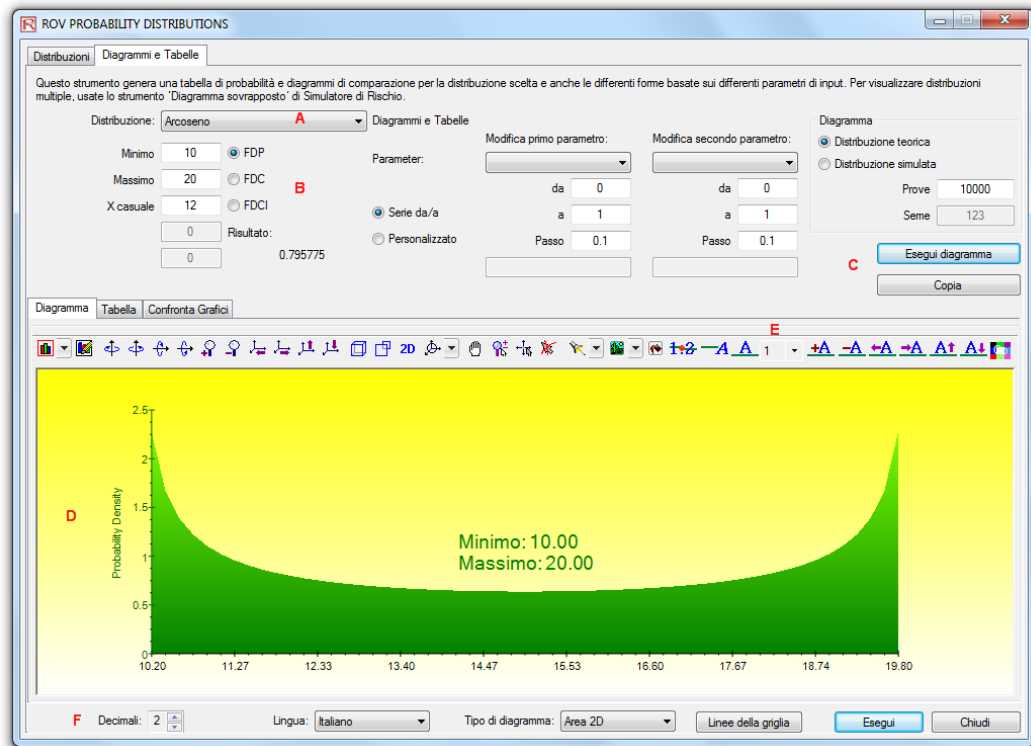 ROV PROBABILITY DISTRIBUTIONS
Distribuzioni Diagrammi e Tabelle
Questo strumento genera una tabella di probabilità e diagrammi di comparazione per la distribuzione scelta e anche le differenti forme basate sui differenti parametri di input. Per visualizzare distribuzioni
multiple, usate lo strumento 'Diagramma sovrapposto' di Simulatore di Rischio.
Distribuzione: Arcoseno A Diagrammi e Tabelle
Minimo 10 FDP
Massimo 20 FDC
B
X casuale 12 FDCI
0 Risultato:
0.795775
0
Parameter:
Serie da/a
Personalizzato
Modifica primo parametro:
da 0
a 1
Passo 0.1
Modifica secondo parametro:
da 0
a 1
Passo 0.1
Diagramma
Distribuzione teorica
Distribuzione simulata
Prove 10000
Seme 123
C
Esegui diagramma
Copia
Diagramma Tabella Confronta Grafici
E
2D 1.2 A A 1 +A -A A A A A
D
Probability Density
2.5
2
1.5
1
0.5
0
Minimo: 10.00
Massimo: 20.00
10.20 11.27 12.33 13.40 14.47 15.53 16.60 17.67 18.74 19.80
F Decimali: 2 Lingua: Italiano Tipo di diagramma: Area 2D Linee della griglia Esegui Chiudi